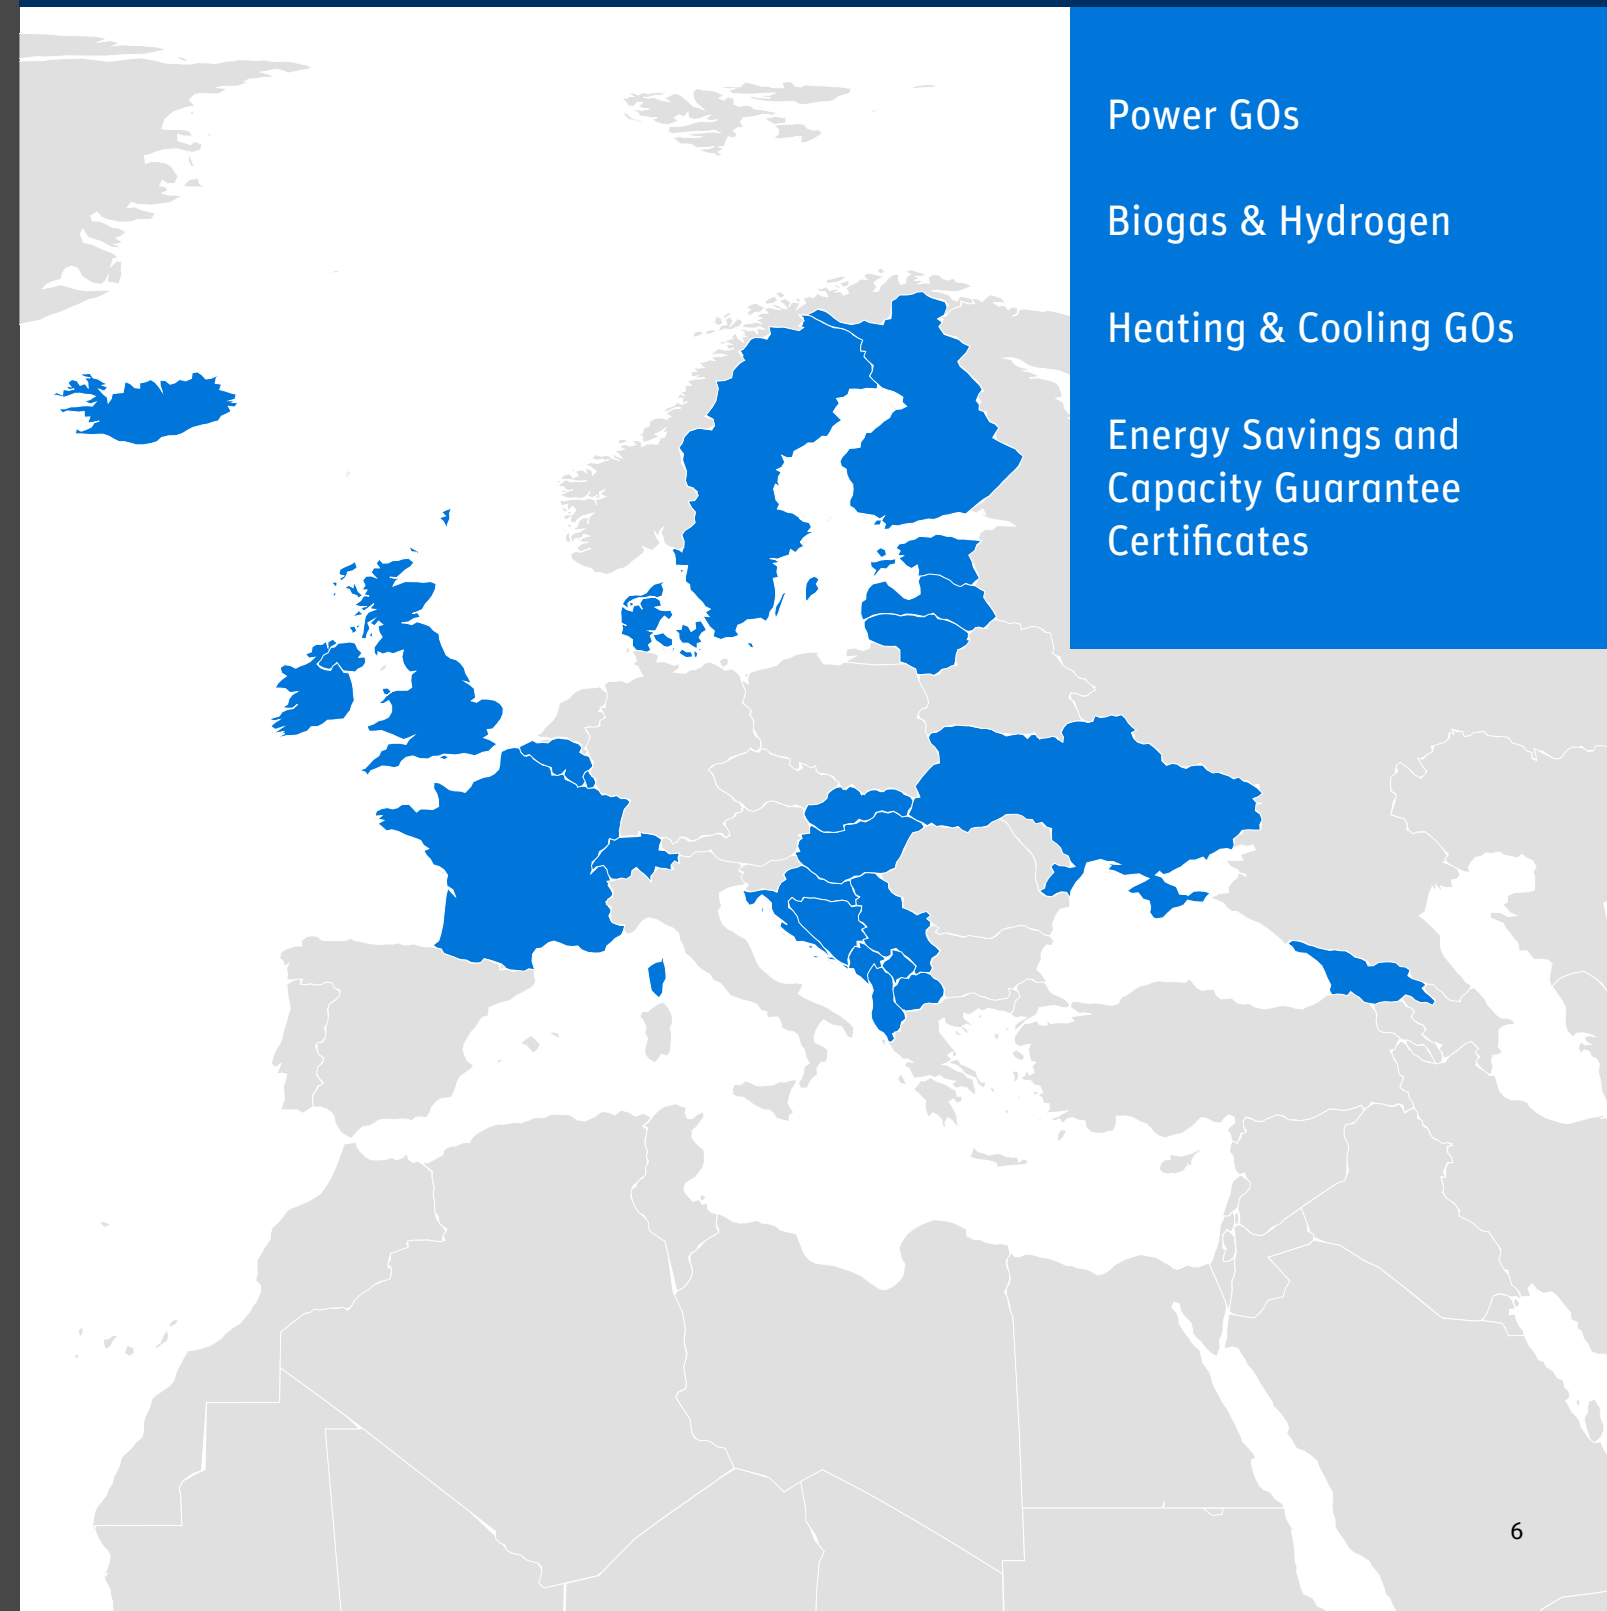 Power GOs
Biogas & Hydrogen
Heating & Cooling GOs
Energy Savings and
Capacity Guarantee
Certificates
6